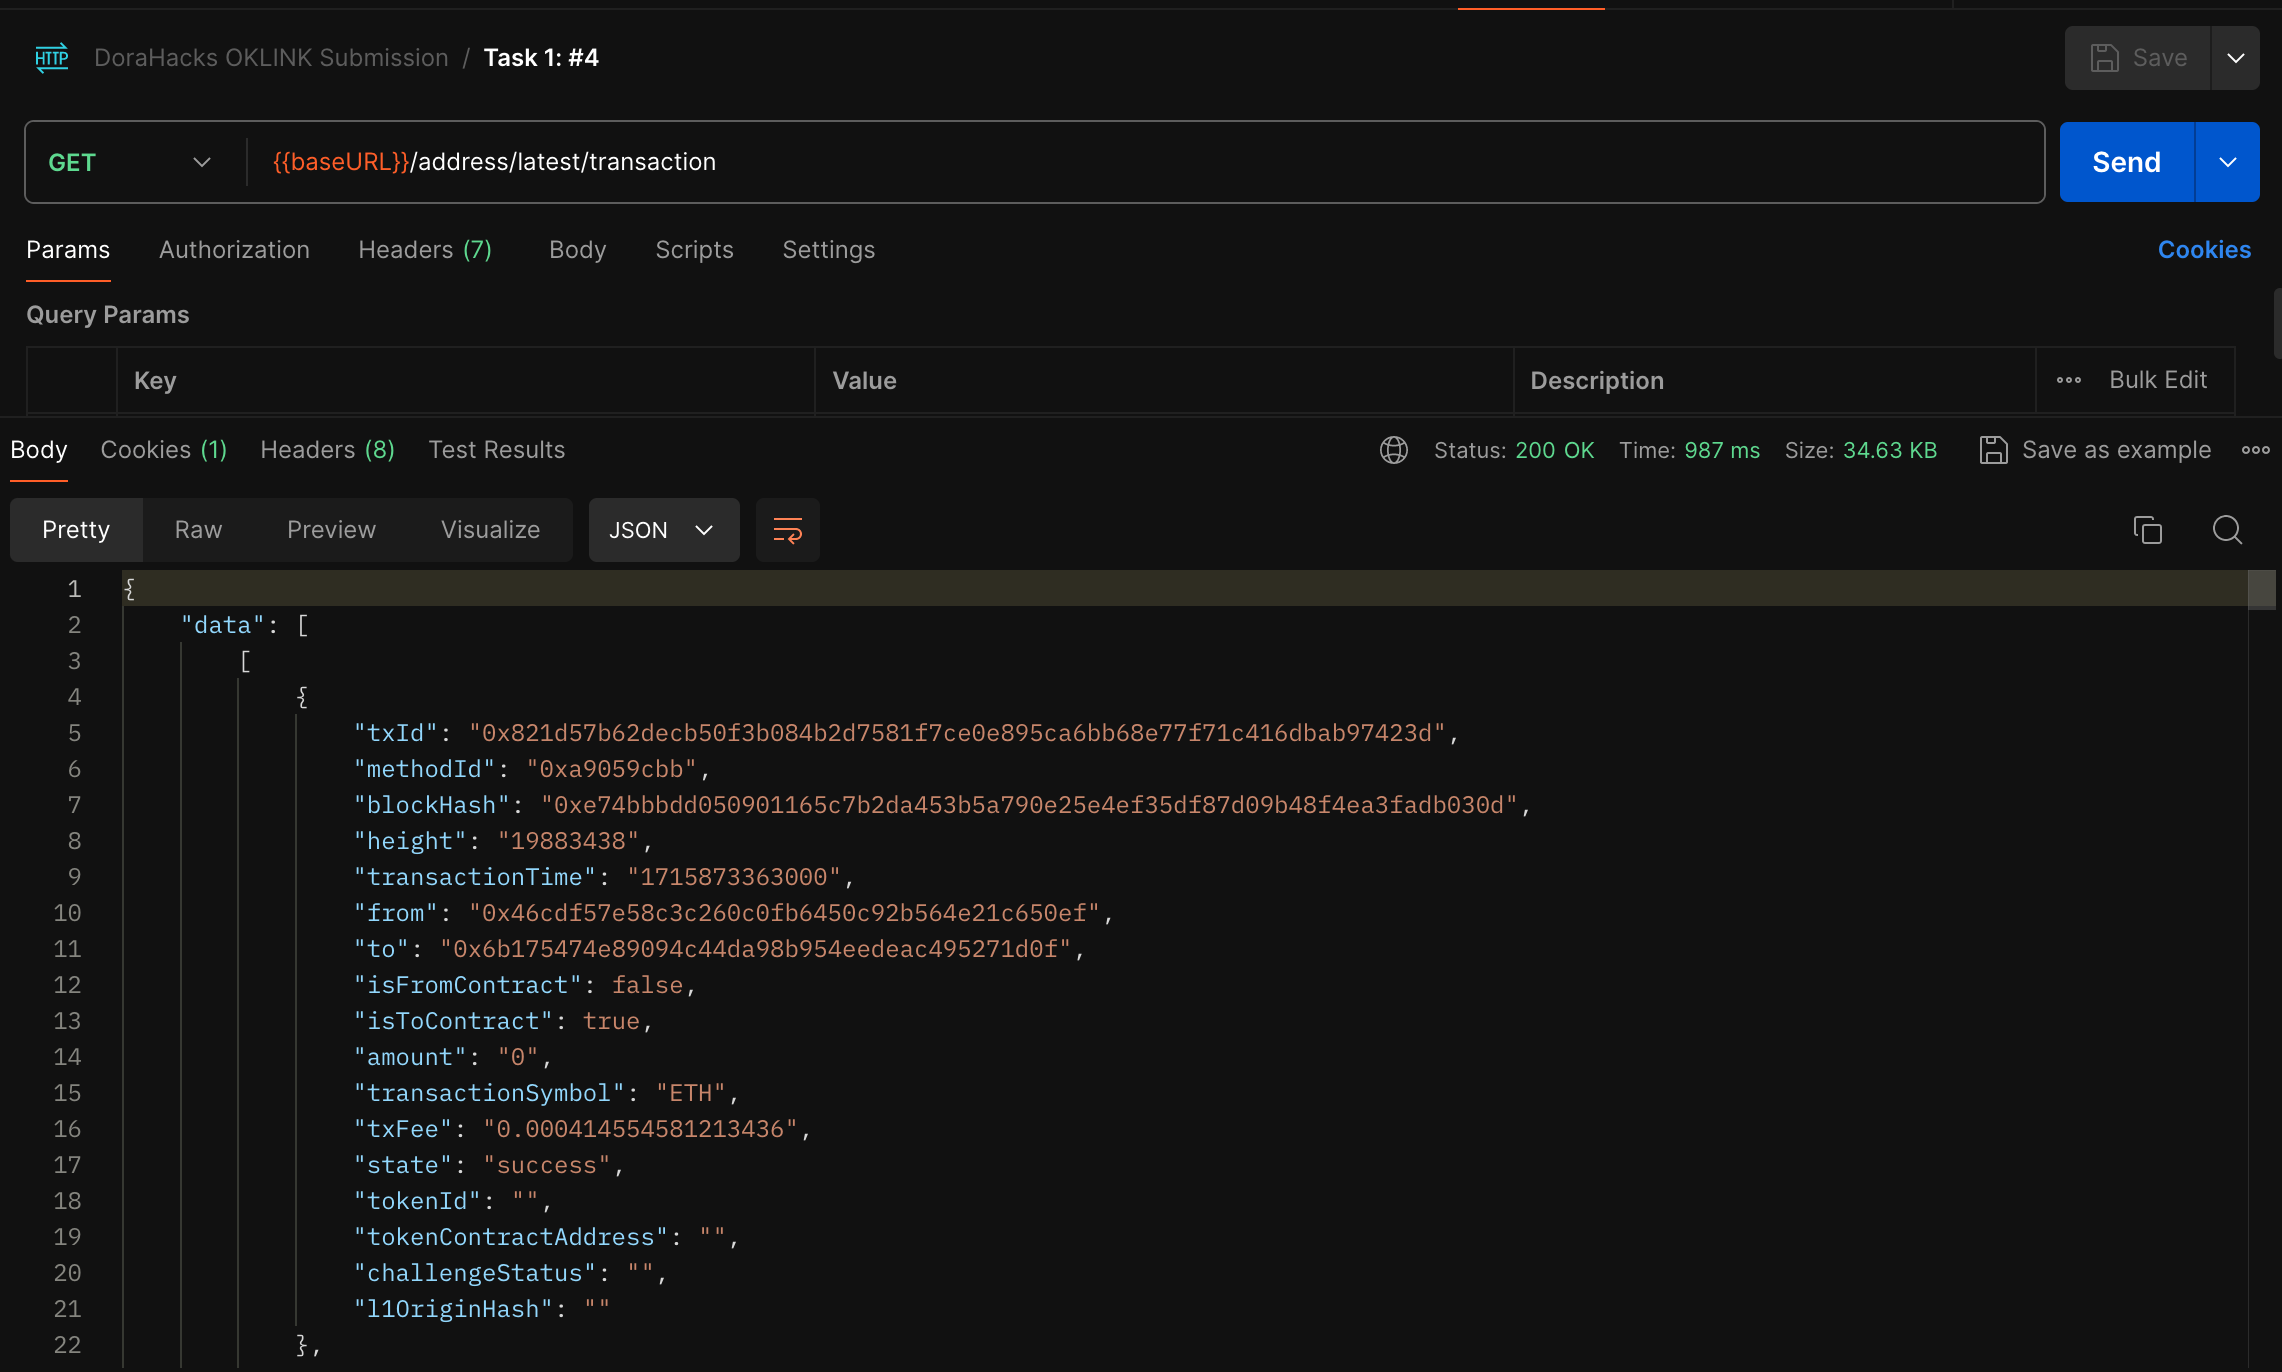 HTTP DoraHacks OKLINK Submission / Task 1: #4 Save
GET {{baseURL}}/address/latest/transaction Send
Params Authorization Headers (7) Body Scripts Settings Cookies
Query Params
Key Value Description Bulk Edit
Body Cookies (1) Headers (8) Test Results Status: 200 OK Time: 987 ms Size: 34.63 KB Save as example
Pretty Raw Preview Visualize JSON
1 {
2 "data": [
3 [
4 {
5 "txId": "0x821d57b62decb50f3b084b2d7581f7ce0e895ca6bb68e77f71c416dbab97423d",
6 "methodId": "0xa9059cbb",
7 "blockHash": "0xe74bbbdd050901165c7b2da453b5a790e25e4ef35df87d09b48f4ea3fadb030d",
8 "height": "19883438",
9 "transactionTime": "1715873363000",
10 "from": "0x46cdf57e58c3c260c0fb6450c92b564e21c650ef",
11 "to": "0x6b175474e89094c44da98b954eedeac495271d0f",
12 "isFromContract": false,
13 "isToContract": true,
14 "amount": "0",
15 "transactionSymbol": "ETH",
16 "txFee": "0.000414554581213436",
17 "state": "success",
18 "tokenId": "",
19 "tokenContractAddress": "",
20 "challengeStatus": "",
21 "l1OriginHash": ""
22 },